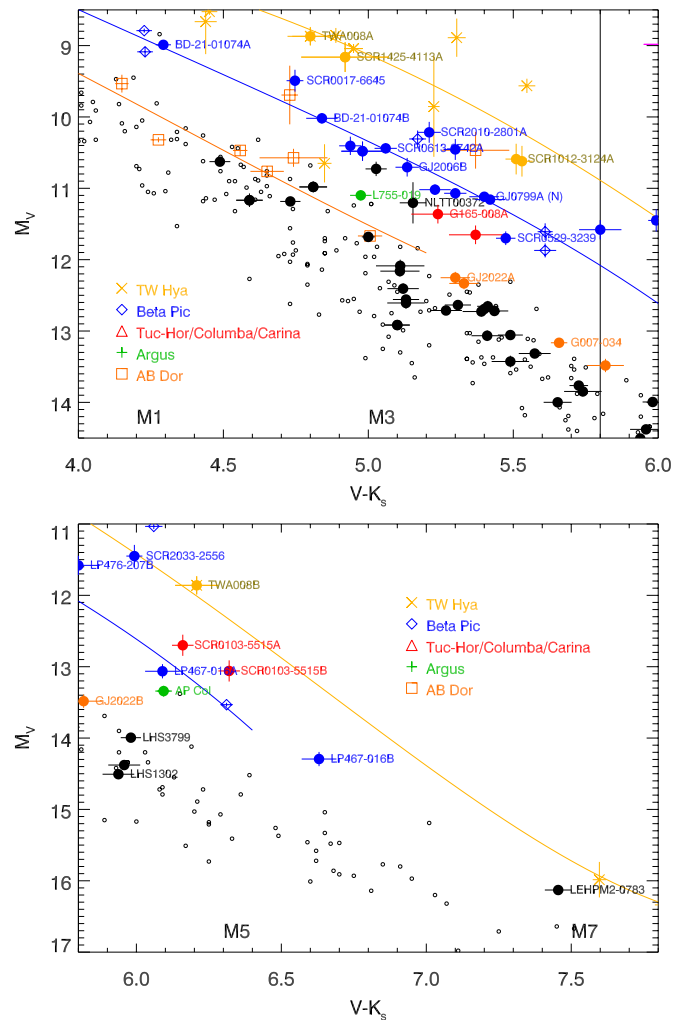 9
10
11
12
13
14
M_V
TWA008A
BD-21-01074A
SCR1425-4113A
SCR0017-6645
BD-21-01074B
SCR2010-2801A
SCR0613-2742A
SCR1012-3124A
GJ2006B
L755-019
NLTT00372
GJ0799A (N)
G165-008A
SCR0529-3239
GJ2022A
G007-034
TW Hya
Beta Pic
Tuc-Hor/Columba/Carina
Argus
AB Dor
M1
M3
4.0
4.5
5.0
5.5
6.0
V-K_s
11
12
13
14
15
16
17
M_V
SCR2033-2556
LP476-207B
TWA008B
SCR0103-5515A
LP467-016A
SCR0103-5515B
AP Col
GJ2022B
LHS3799
LP467-016B
LHS1302
LEHPM2-0783
TW Hya
Beta Pic
Tuc-Hor/Columba/Carina
Argus
AB Dor
M5
M7
6.0
6.5
7.0
7.5
V-K_s